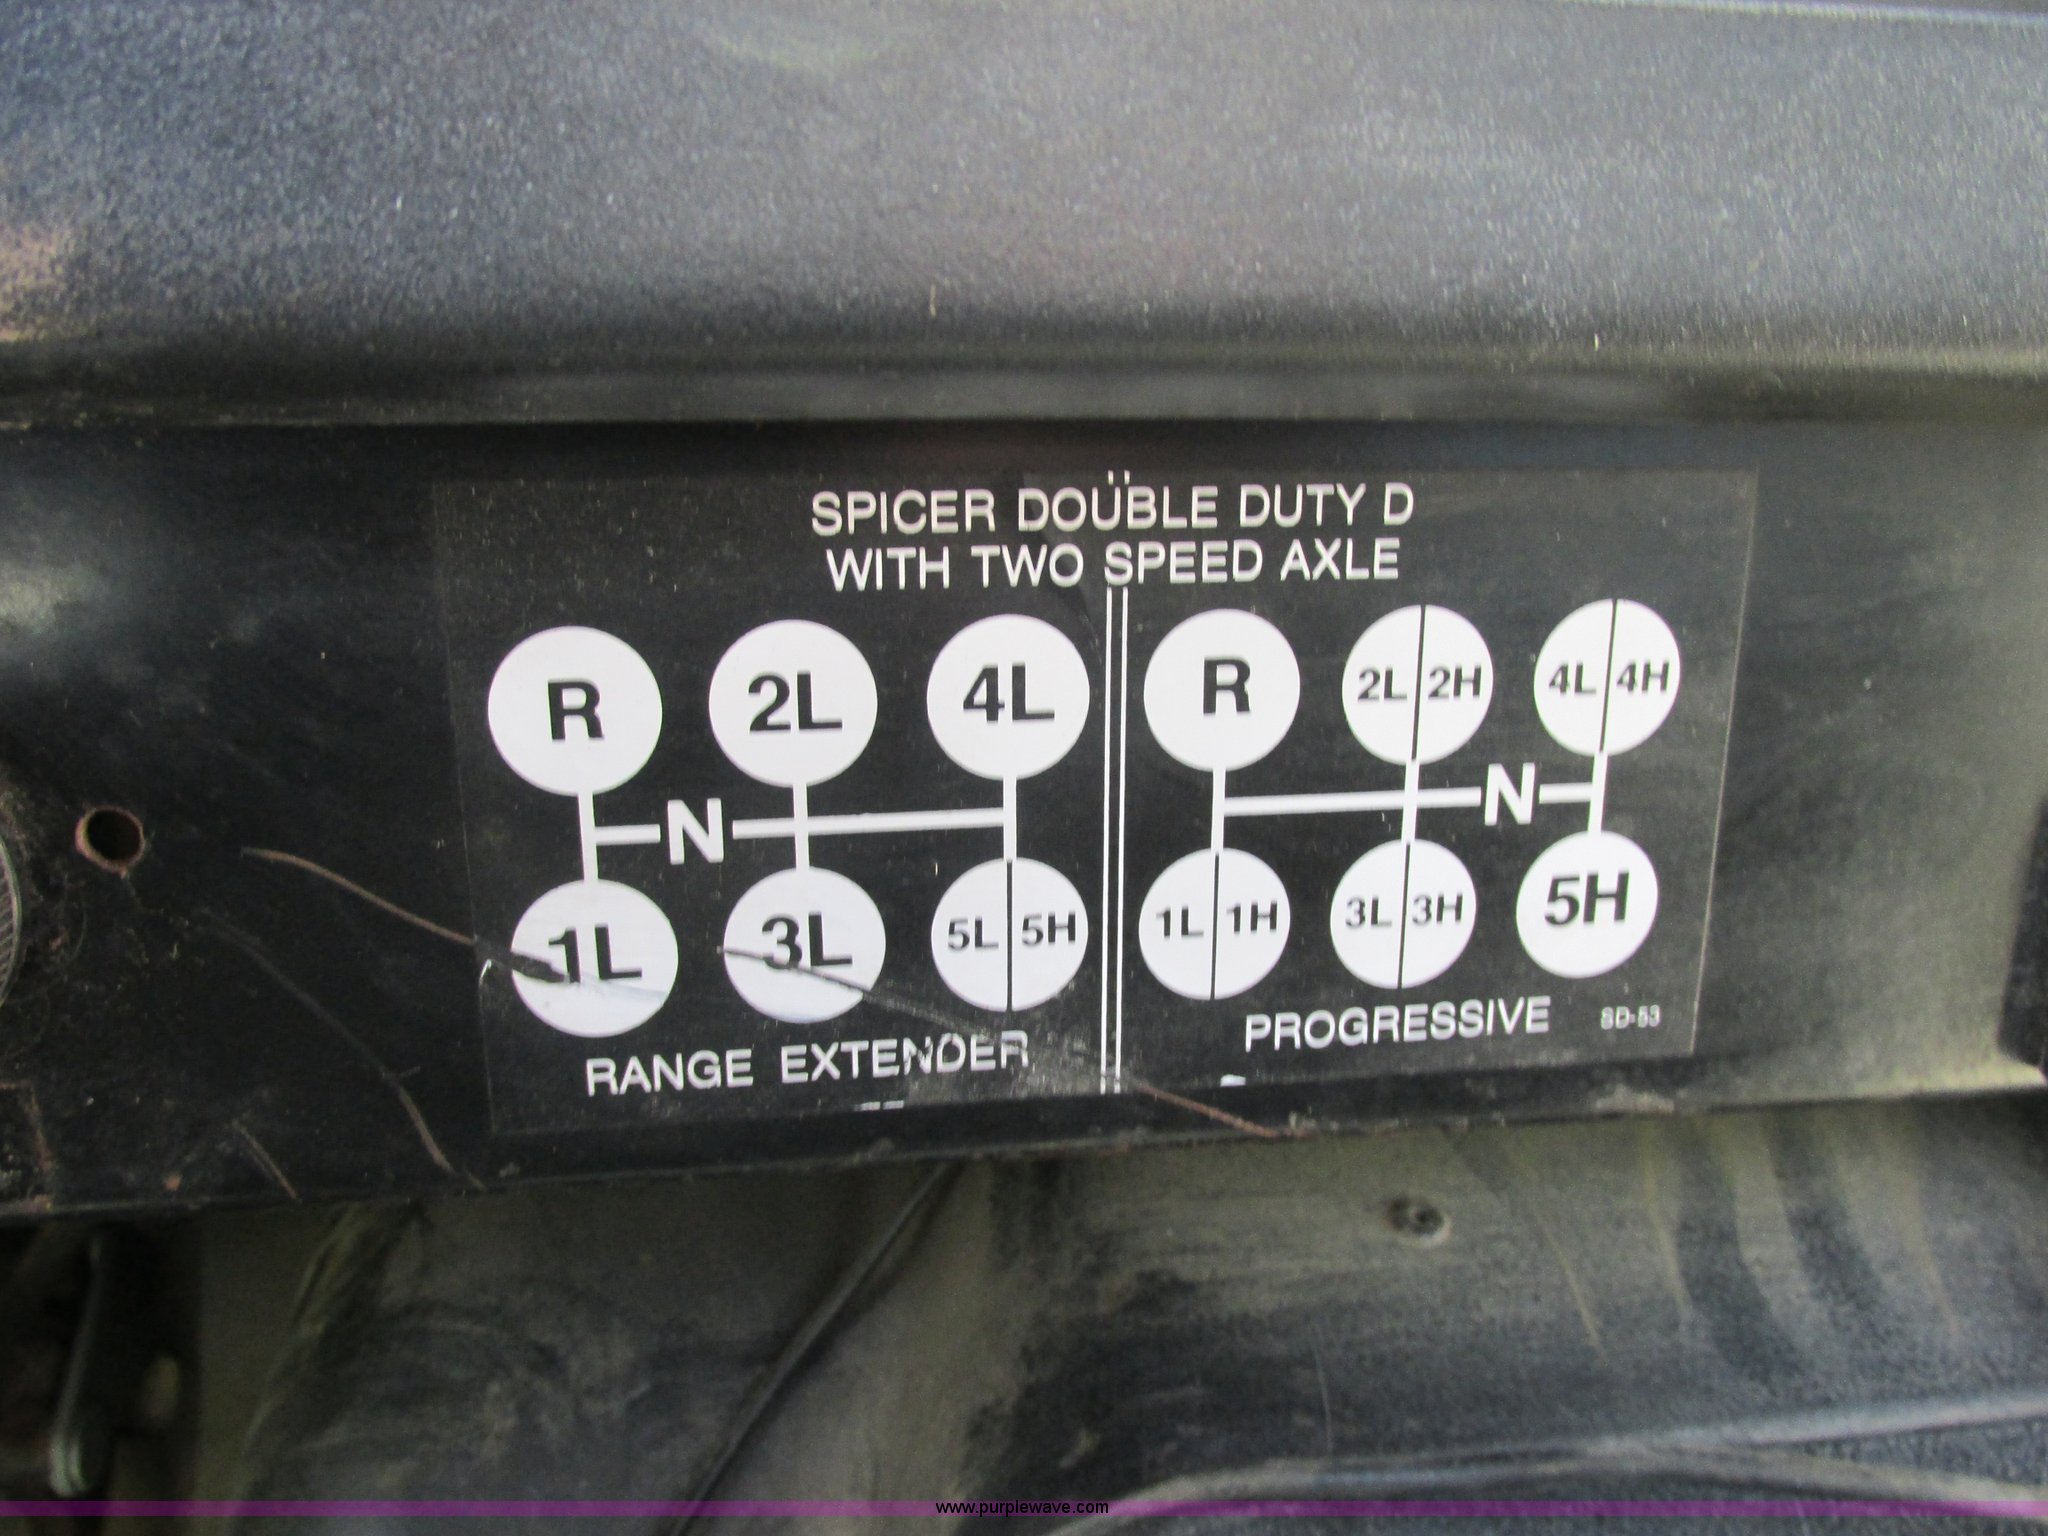 SPICER DOUBLE DUTY D
WITH TWO SPEED AXLE
R 2L 4L
N
1L 3L 5L 5H
RANGE EXTENDER
R 2L 2H 4L 4H
N
1L 1H 3L 3H 5H
PROGRESSIVE SD-53
www.purplewave.com